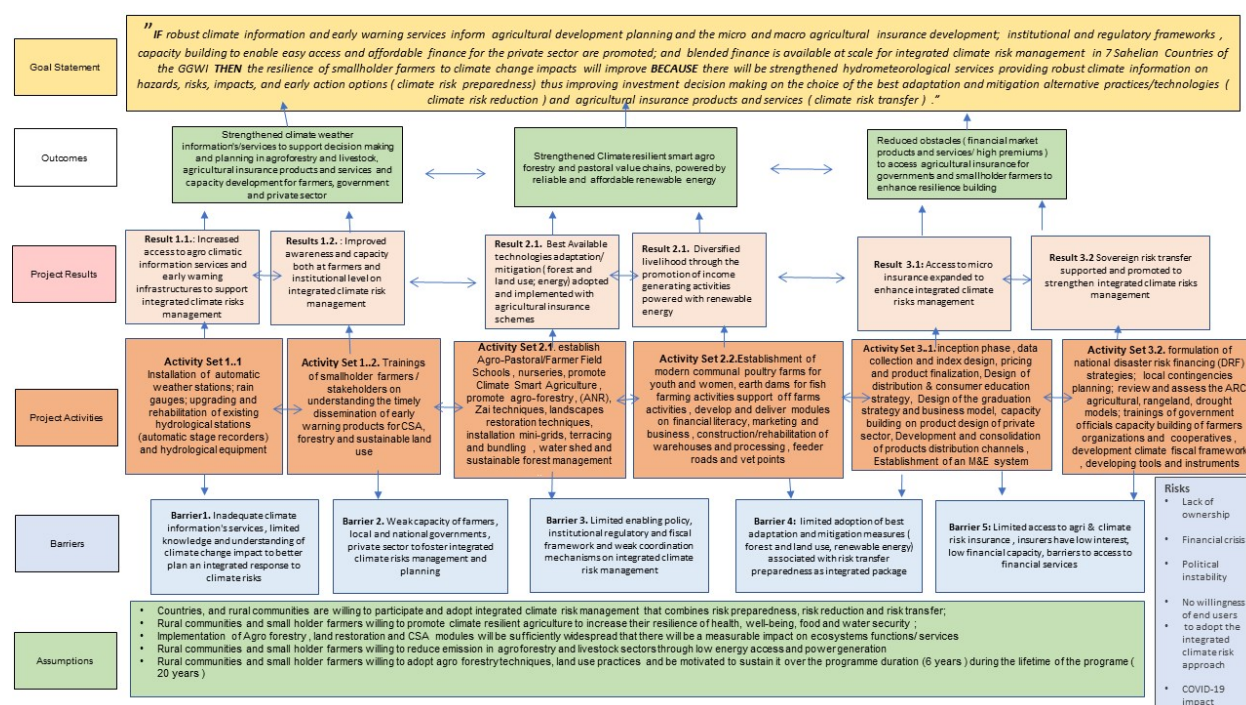 Goal Statement
" IF robust climate information and early warning services inform agricultural development planning and the micro and macro agricultural insurance development; institutional and regulatory frameworks ,
capacity building to enable easy access and affordable finance for the private sector are promoted; and blended finance is available at scale for integrated climate risk management in 7 Sahelian Countries of
the GGWI THEN the resilience of smallholder farmers to climate change impacts will improve BECAUSE there will be strengthened hydrometeorological services providing robust climate information on
hazards, risks, impacts, and early action options ( climate risk preparedness) thus improving investment decision making on the choice of the best adaptation and mitigation alternative practices/technologies (
climate risk reduction ) and agricultural insurance products and services ( climate risk transfer ) ."
Outcomes
Strengthened climate weather
information's/services to support decision making
and planning in agroforestry and livestock,
agricultural insurance products and services and
capacity development for farmers, government
and private sector
Strengthened Climate resilient smart agro
forestry and pastoral value chains, powered by
reliable and affordable renewable energy
Reduced obstacles ( financial market
products and services/ high premiums )
to access agricultural insurance for
governments and smallholder farmers to
enhance resilience building
Project Results
Result 1.1.: Increased
access to agro climatic
information services and
early warning
infrastructures to support
integrated climate risks
management
Results 1.2. : Improved
awareness and capacity
both at farmers and
institutional level on
integrated climate risk
management
Result 2.1. Best Available
technologies adaptation/
mitigation ( forest and
land use; energy) adopted
and implemented with
agricultural insurance
schemes
Result 2.1. Diversified
livelihood through the
promotion of income
generating activities
powered with renewable
energy
Result 3.1: Access to micro
insurance expanded to
enhance integrated climate
risks management
Result 3.2 Sovereign risk transfer
supported and promoted to
strengthen integrated climate risks
management
Project Activities
Activity Set 1..1
Installation of automatic
weather stations; rain
gauges; upgrading and
rehabilitation of existing
hydrological stations
(automatic stage recorders)
and hydrological equipment
Activity Set 1..2. Trainings
of smallholder farmers /
stakeholders on
understanding the timely
dissemination of early
warning products for CSA,
forestry and sustainable land
use
Activity Set 2.1. establish
Agro-Pastoral/Farmer Field
Schools , nurseries, promote
Climate Smart Agriculture ,
promote agro-forestry, (ANR),
Zai techniques, landscapes
restoration techniques,
installation mini-grids, terracing
and bundling , water shed and
sustainable forest management
Activity Set 2.2.Establishment of
modern communal poultry farms for
youth and women, earth dams for fish
farming activities support off farms
activities , develop and deliver modules
on financial literacy, marketing and
business , construction/rehabilitation of
warehouses and processing , feeder
roads and vet points
Activity Set 3..1. inception phase , data
collection and index design, pricing
and product finalization, Design of
distribution & consumer education
strategy, Design of the graduation
strategy and business model, capacity
building on product design of private
sector, Development and consolidation
of products distribution channels ,
Establishment of an M&E system
Activity Set 3.2. formulation of
national disaster risk financing (DRF)
strategies; local contingencies
planning; review and assess the ARC
agricultural, rangeland, drought
models; trainings of government
officials capacity building of farmers
organizations and cooperatives ,
development climate fiscal framework
, developing tools and instruments
Barriers
Barrier1. Inadequate climate
information's services , limited
knowledge and understanding of
climate change impact to better
plan an integrated response to
climate risks
Barrier 2. Weak capacity of farmers,
local and national governments ,
private sector to foster integrated
climate risks management and
planning
Barrier 3. Limited enabling policy,
institutional regulatory and fiscal
framework and weak coordination
mechanisms on integrated climate
risk management
Barrier 4: limited adoption of best
adaptation and mitigation measures (
forest and land use, renewable energy)
associated with risk transfer
preparedness as integrated package
Barrier 5: Limited access to agri & climate
risk insurance , insurers have low interest,
low financial capacity, barriers to access to
financial services
Risks
• Lack of
ownership
• Financial crisis
• Political
instability
• No willingness
of end users
• to adopt the
integrated
climate risk
approach
• COVID-19
impact
Assumptions
• Countries, and rural communities are willing to participate and adopt integrated climate risk management that combines risk preparedness, risk reduction and risk transfer;
• Rural communities and small holder farmers willing to promote climate resilient agriculture to increase their resilience of health, well-being, food and water security ;
• Implementation of Agro forestry , land restoration and CSA modules will be sufficiently widespread that there will be a measurable impact on ecosystems functions/ services
• Rural communities and small holder farmers willing to reduce emission in agroforestry and livestock sectors through low energy access and power generation
• Rural communities and small holder farmers willing to adopt agro forestry techniques, land use practices and be motivated to sustain it over the programme duration (6 years ) during the lifetime of the programe (
20 years )